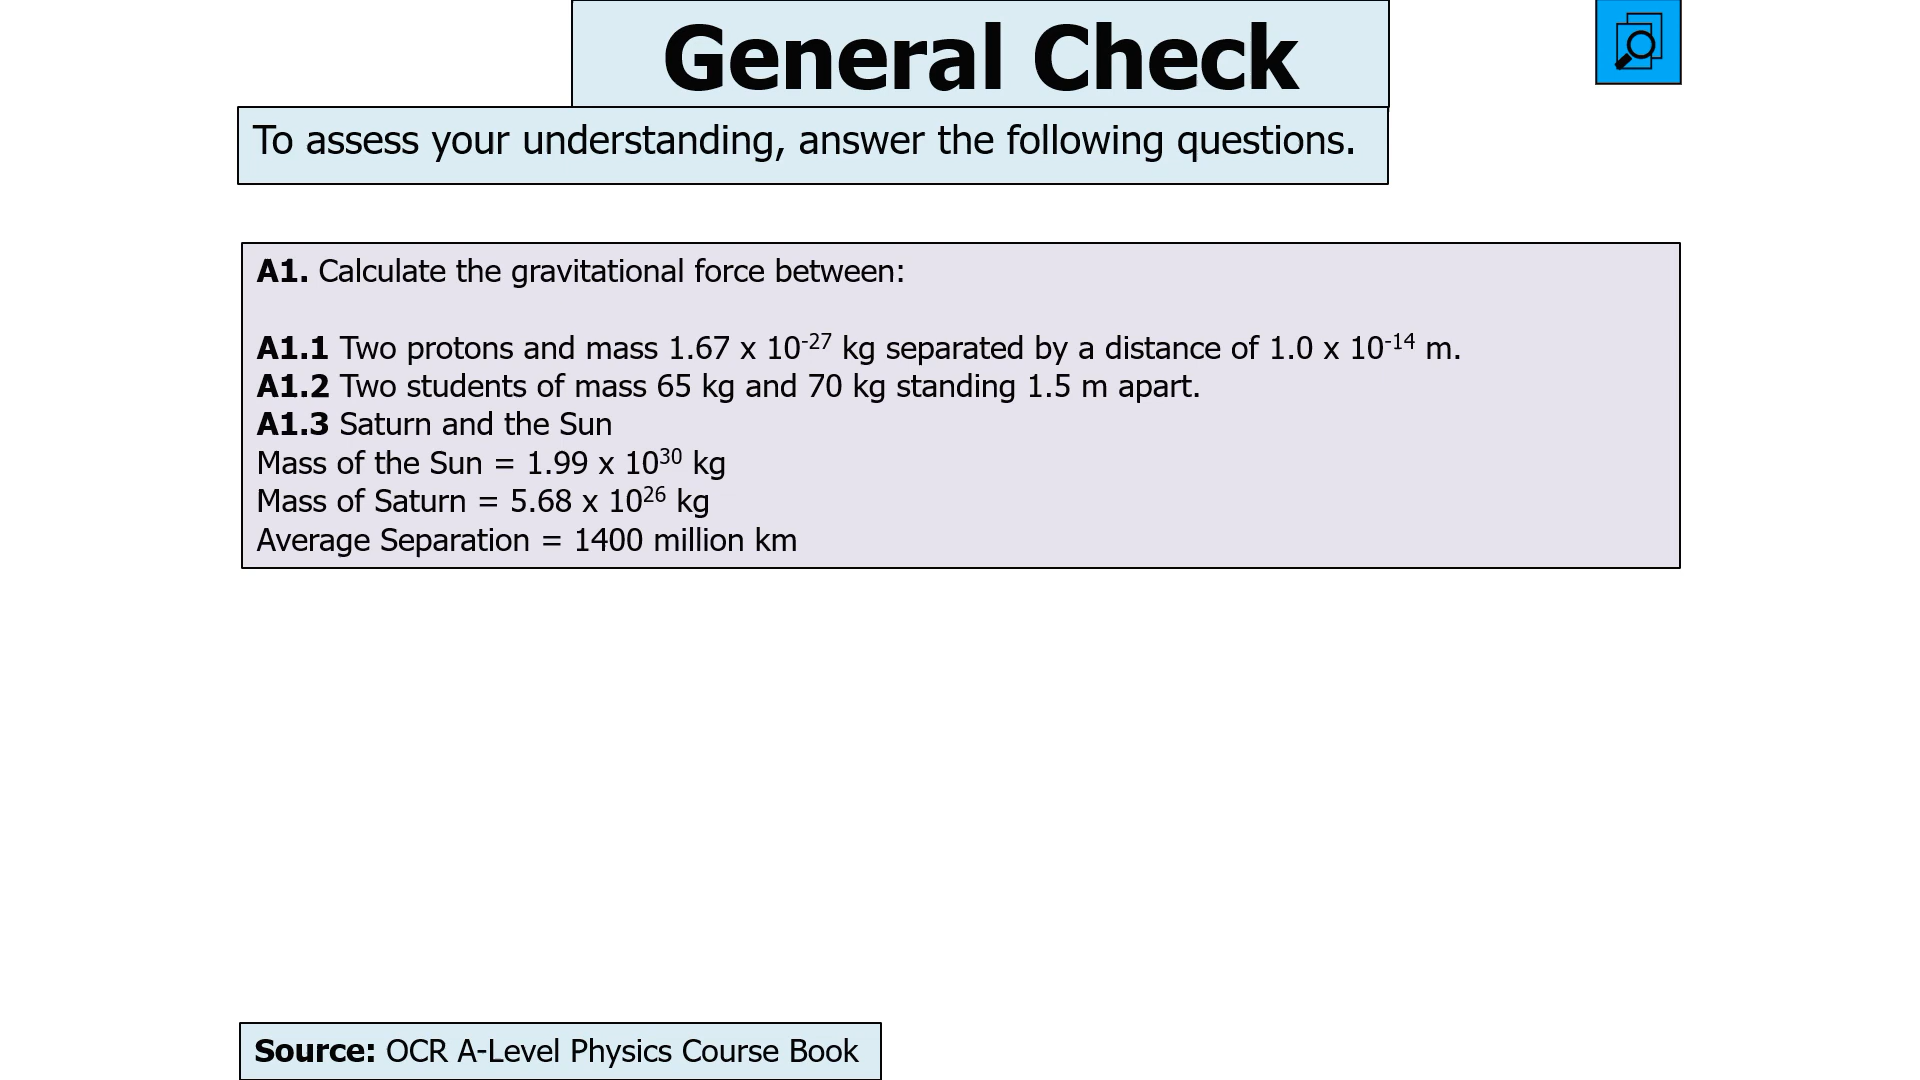 General Check
To assess your understanding, answer the following questions.
A1. Calculate the gravitational force between:
A1.1 Two protons and mass 1.67 x 10⁻²⁷ kg separated by a distance of 1.0 x 10⁻¹⁴ m.
A1.2 Two students of mass 65 kg and 70 kg standing 1.5 m apart.
A1.3 Saturn and the Sun
Mass of the Sun = 1.99 x 10³⁰ kg
Mass of Saturn = 5.68 x 10²⁶ kg
Average Separation = 1400 million km
Source: OCR A-Level Physics Course Book